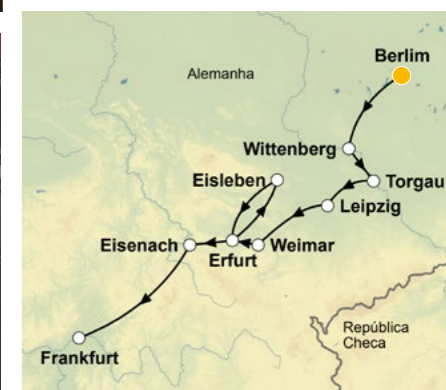 Berlim
Alemanha
Wittenberg
Eisleben
Torgau
Leipzig
Eisenach
Erfurt
Weimar
República
Checa
Frankfurt